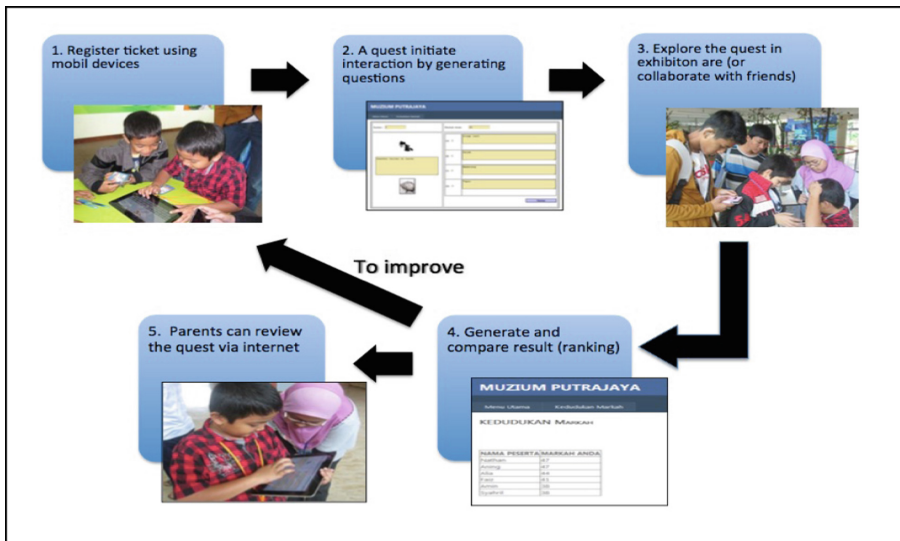 1. Register ticket using
mobil devices
2. A quest initiate
interaction by generating
questions
3. Explore the quest in
exhibiton are (or
collaborate with friends)
MUZIUM PUTRAJAYA
To improve
5. Parents can review
the quest via internet
4. Generate and
compare result (ranking)
MUZIUM PUTRAJAYA
Menu Utama Kedudukan Markah
KEDUDUKAN MARKAH
NAMA PESERTA MARKAH ANDA